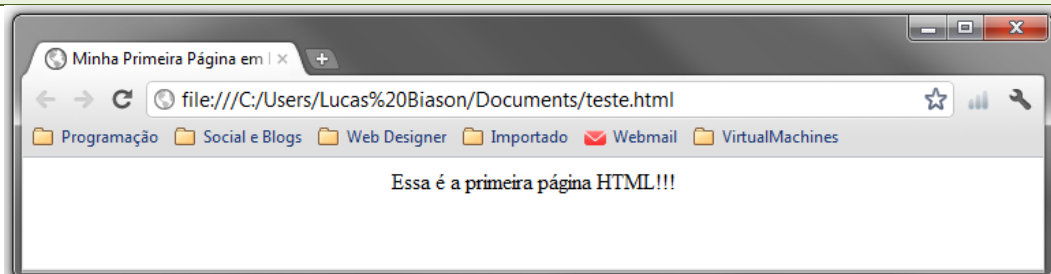 Minha Primeira Página em
file:///C:/Users/Lucas%20Biason/Documents/teste.html
Programação Social e Blogs Web Designer Importado Webmail VirtualMachines
Essa é a primeira página HTML!!!